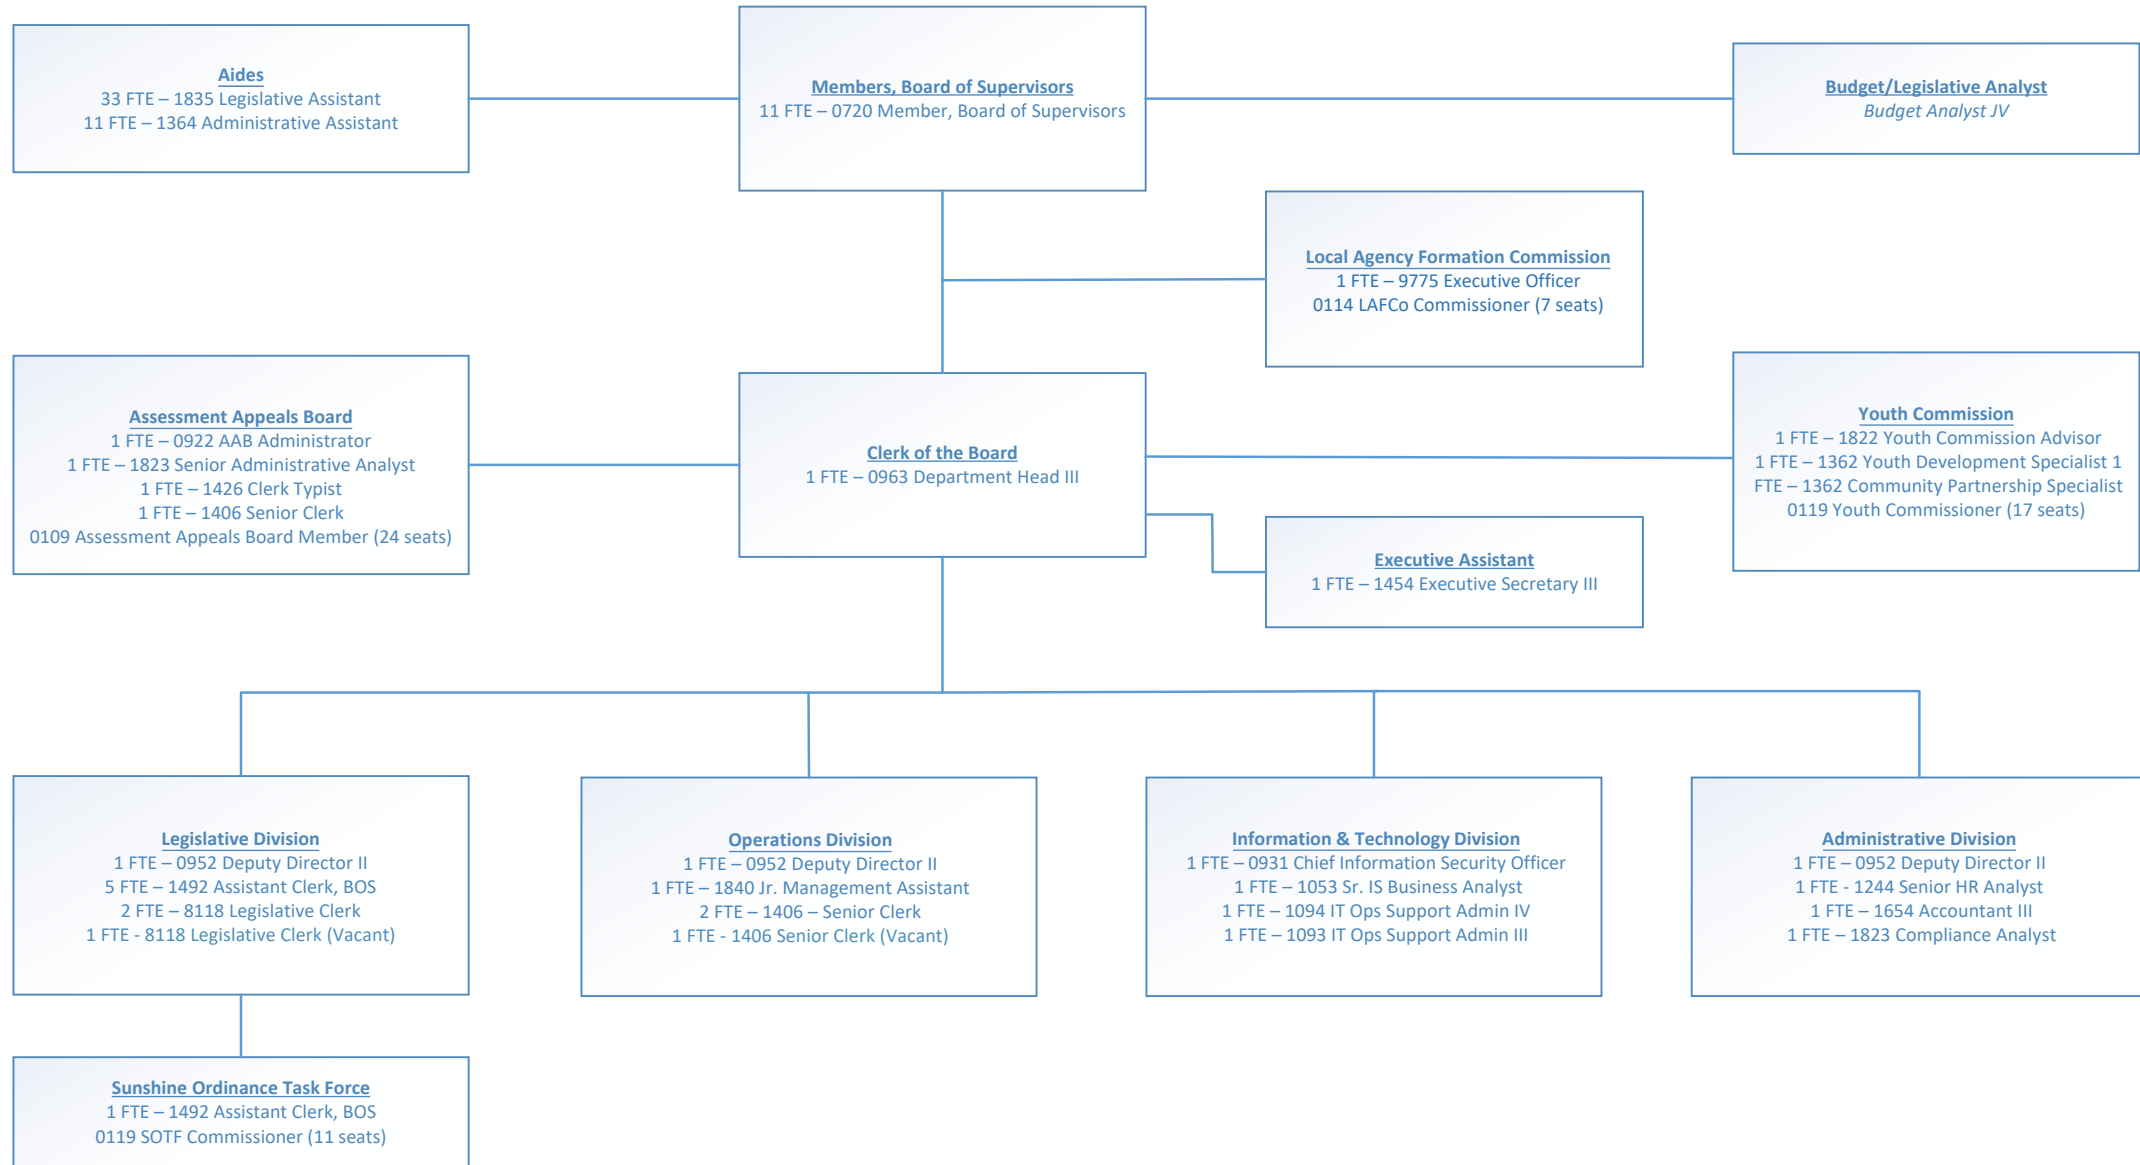 Aides
33 FTE – 1835 Legislative Assistant
11 FTE – 1364 Administrative Assistant
Members, Board of Supervisors
11 FTE – 0720 Member, Board of Supervisors
Budget/Legislative Analyst
Budget Analyst JV
Local Agency Formation Commission
1 FTE – 9775 Executive Officer
0114 LAFCo Commissioner (7 seats)
Assessment Appeals Board
1 FTE – 0922 AAB Administrator
1 FTE – 1823 Senior Administrative Analyst
1 FTE – 1426 Clerk Typist
1 FTE – 1406 Senior Clerk
0109 Assessment Appeals Board Member (24 seats)
Clerk of the Board
1 FTE – 0963 Department Head III
Youth Commission
1 FTE – 1822 Youth Commission Advisor
1 FTE – 1362 Youth Development Specialist 1
FTE – 1362 Community Partnership Specialist
0119 Youth Commissioner (17 seats)
Executive Assistant
1 FTE – 1454 Executive Secretary III
Legislative Division
1 FTE – 0952 Deputy Director II
5 FTE – 1492 Assistant Clerk, BOS
2 FTE – 8118 Legislative Clerk
1 FTE - 8118 Legislative Clerk (Vacant)
Operations Division
1 FTE – 0952 Deputy Director II
1 FTE – 1840 Jr. Management Assistant
2 FTE – 1406 – Senior Clerk
1 FTE - 1406 Senior Clerk (Vacant)
Information & Technology Division
1 FTE – 0931 Chief Information Security Officer
1 FTE – 1053 Sr. IS Business Analyst
1 FTE – 1094 IT Ops Support Admin IV
1 FTE – 1093 IT Ops Support Admin III
Administrative Division
1 FTE – 0952 Deputy Director II
1 FTE - 1244 Senior HR Analyst
1 FTE – 1654 Accountant III
1 FTE – 1823 Compliance Analyst
Sunshine Ordinance Task Force
1 FTE – 1492 Assistant Clerk, BOS
0119 SOTF Commissioner (11 seats)